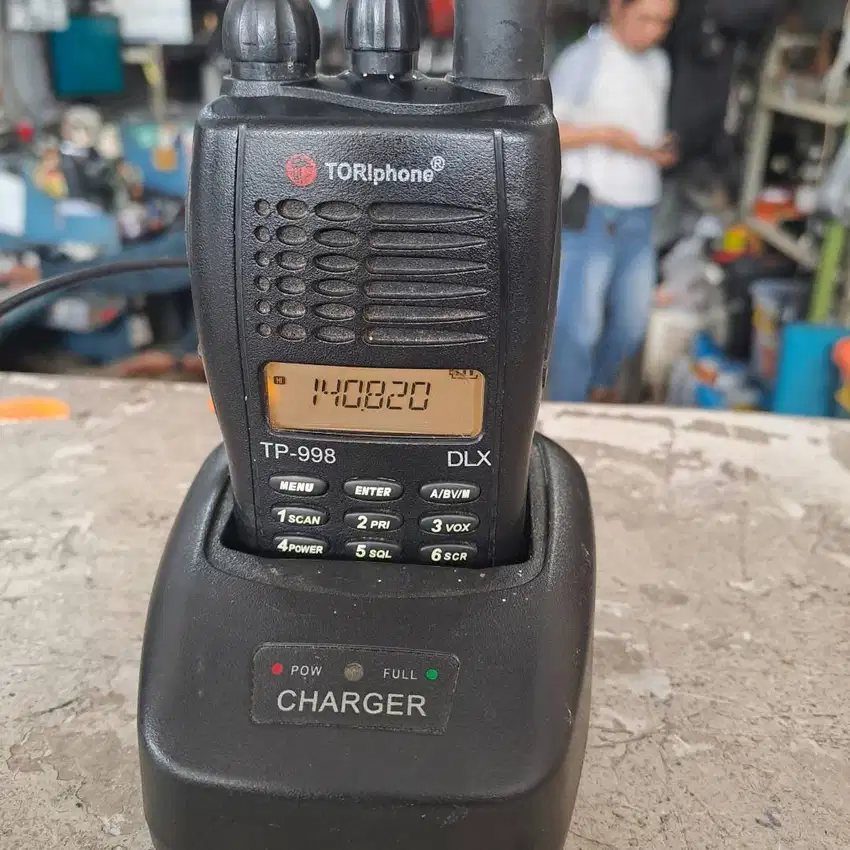 TORIphone®
HI
140.820
TP-998 DLX
MENU ENTER A/BV/M
1 SCAN 2 PRI 3 VOX
4 POWER 5 SQL 6 SCR
POW FULL
CHARGER